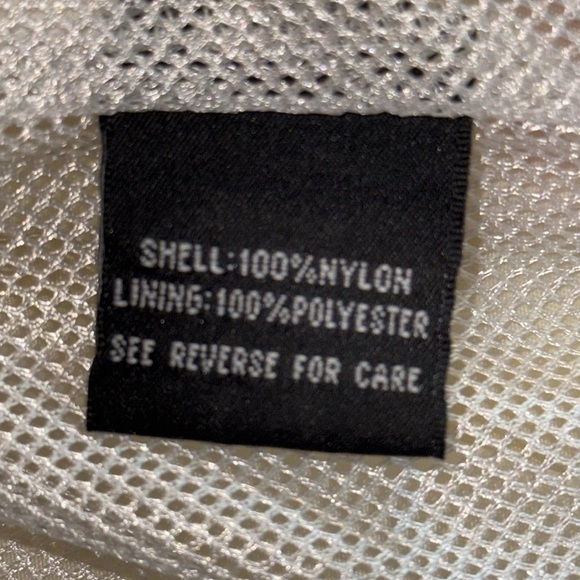 SHELL:100%NYLON
LINING:100%POLYESTER
SEE REVERSE FOR CARE